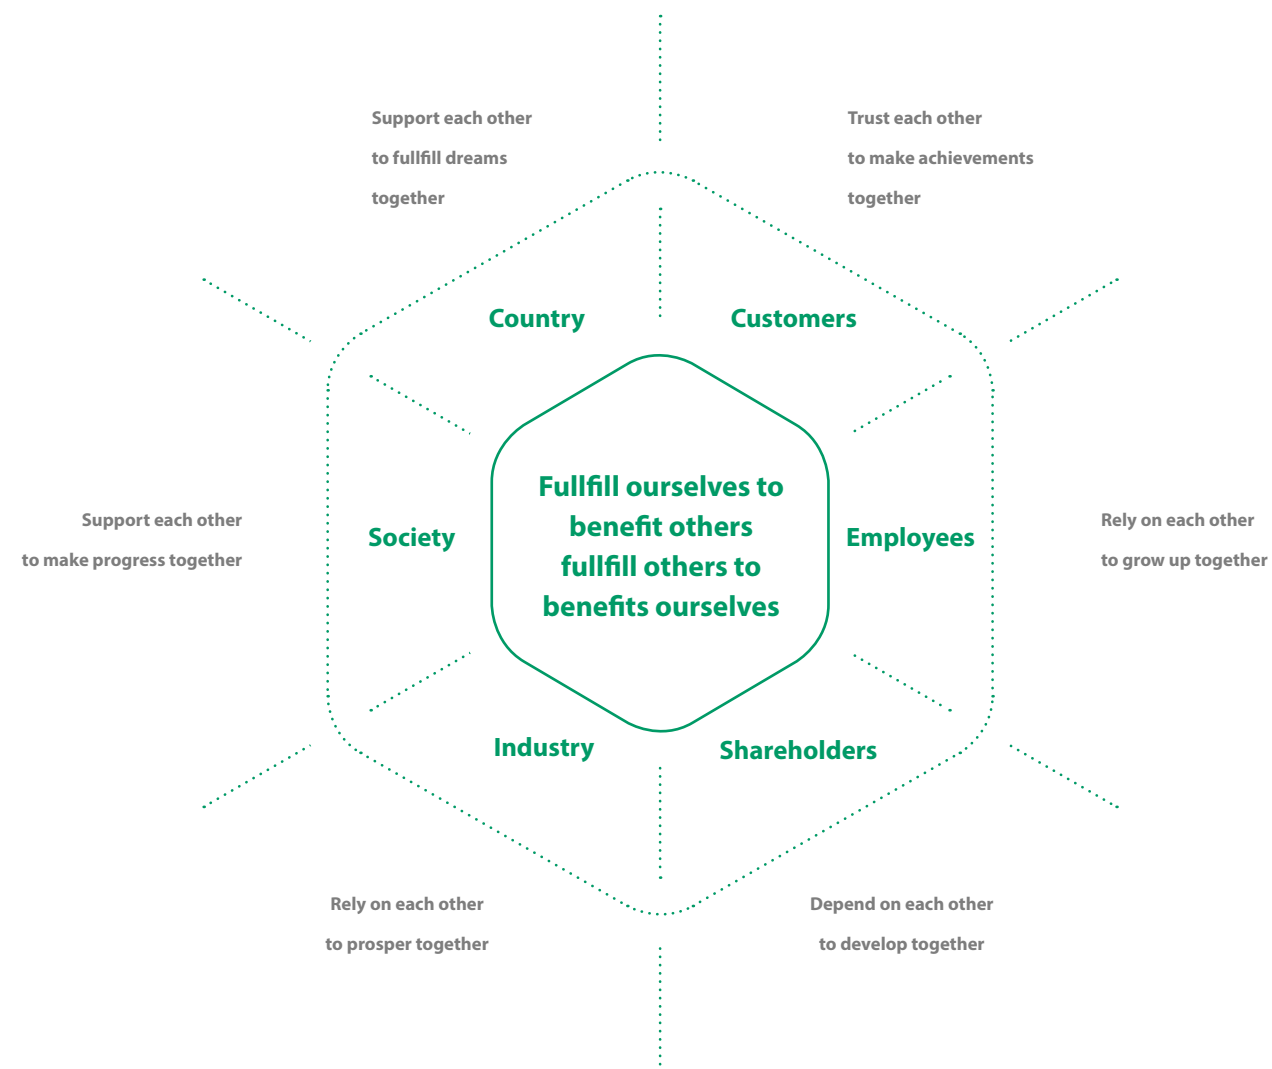 Support each other
to fullfill dreams
together
Trust each other
to make achievements
together
Country
Customers
Support each other
to make progress together
Society
Fullfill ourselves to
benefit others
fullfill others to
benefits ourselves
Employees
Rely on each other
to grow up together
Industry
Shareholders
Rely on each other
to prosper together
Depend on each other
to develop together